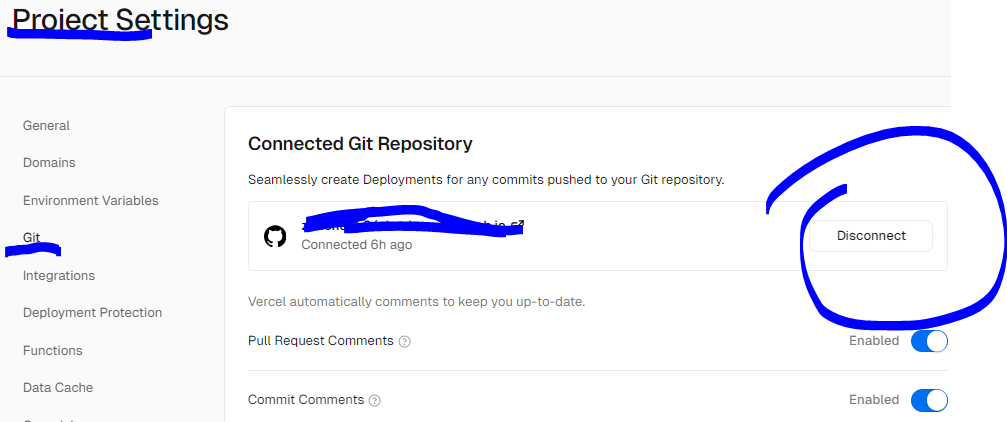 Project Settings
General
Domains
Environment Variables
Git
Integrations
Deployment Protection
Functions
Data Cache
Connected Git Repository
Seamlessly create Deployments for any commits pushed to your Git repository.
Connected 6h ago
Disconnect
Vercel automatically comments to keep you up-to-date.
Pull Request Comments
Enabled
Commit Comments
Enabled